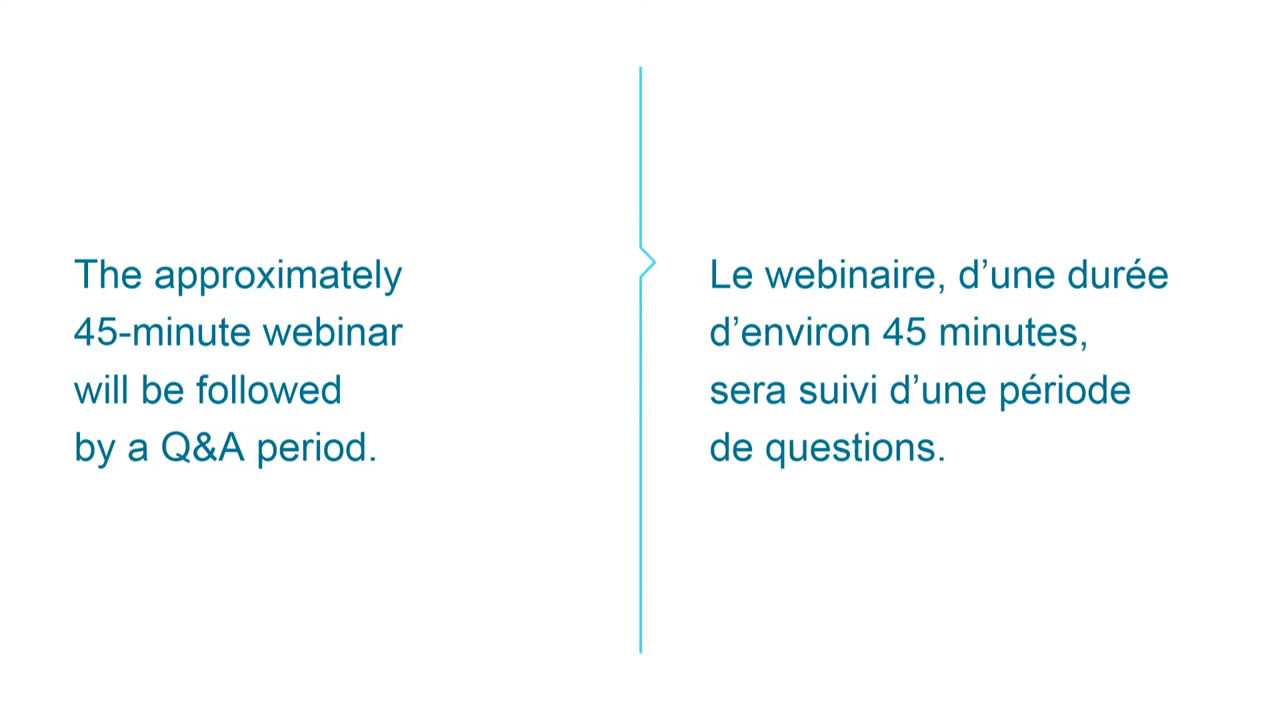 The approximately
45-minute webinar
will be followed
by a Q&A period.
Le webinaire, d’une durée
d’environ 45 minutes,
sera suivi d’une période
de questions.